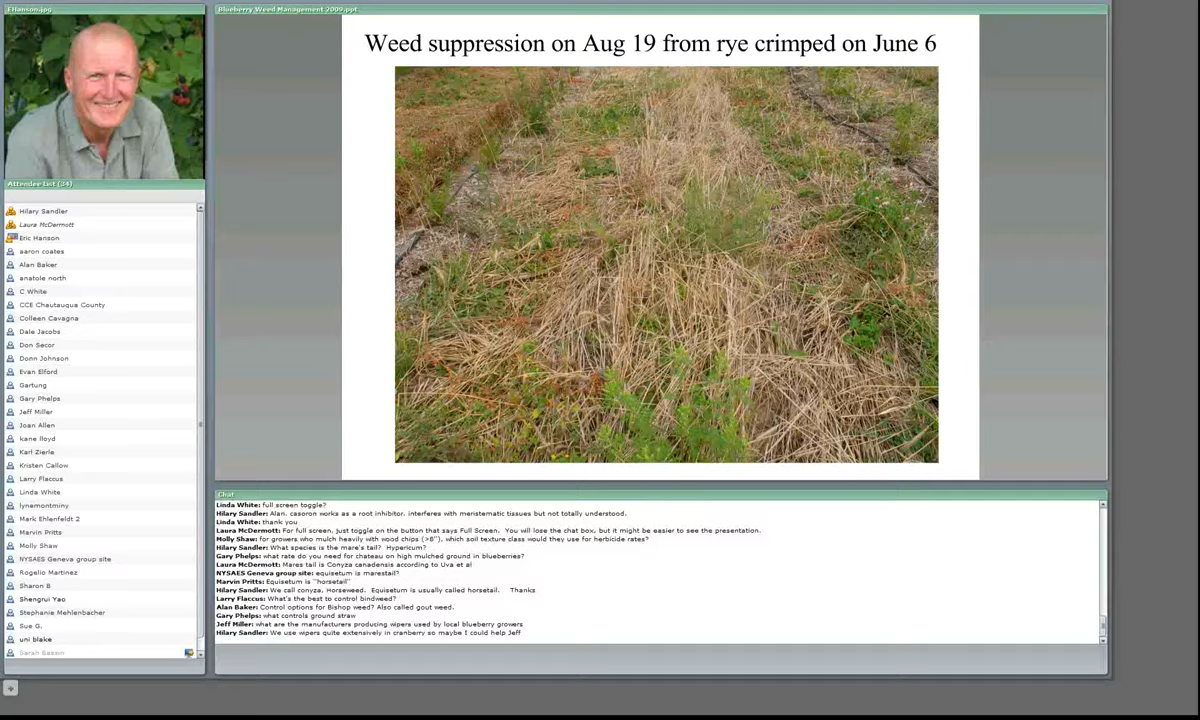 EHanson.jpg
Blueberry Weed Management 2009.ppt
Weed suppression on Aug 19 from rye crimped on June 6
Attendee List (34)
Hilary Sandler
Laura McDermott
Eric Hanson
aaron coates
Alan Baker
anatole north
C White
CCE Chautauqua County
Colleen Cavagna
Dale Jacobs
Don Secor
Donn Johnson
Evan Elford
Gartung
Gary Phelps
Jeff Miller
Joan Allen
kane lloyd
Karl Zierle
Kristen Callow
Larry Flaccus
Linda White
lynamontminy
Mark Ehlenfeldt 2
Marvin Pritts
Molly Shaw
NYSAES Geneva group site
Rogelio Martinez
Sharon B
Shengrui Yao
Stephanie Mehlenbacher
Sue G.
uni blake
Chat
Linda White: full screen toggle?
Hilary Sandler: Alan. casoron works as a root inhibitor. interferes with meristematic tissues but not totally understood.
Linda White: thank you
Laura McDermott: For full screen, just toggle on the button that says Full Screen. You will lose the chat box, but it might be easier to see the presentation.
Molly Shaw: for growers who mulch heavily with wood chips (>8"), which soil texture class would they use for herbicide rates?
Hilary Sandler: What species is the mare's tail? Hypericum?
Gary Phelps: what rate do you need for chateau on high mulched ground in blueberries?
Laura McDermott: Mares tail is Conyza canadensis according to Uva et al
NYSAES Geneva group site: equisetum is marestail?
Marvin Pritts: Equisetum is "horsetail"
Hilary Sandler: We call conyza, Horseweed. Equisetum is usually called horsetail. Thanks
Larry Flaccus: What's the best to control bindweed?
Alan Baker: Control options for Bishop weed? Also called gout weed.
Gary Phelps: what controls ground straw
Jeff Miller: what are the manufacturers producing wipers used by local blueberry growers
Hilary Sandler: We use wipers quite extensively in cranberry so maybe I could help Jeff